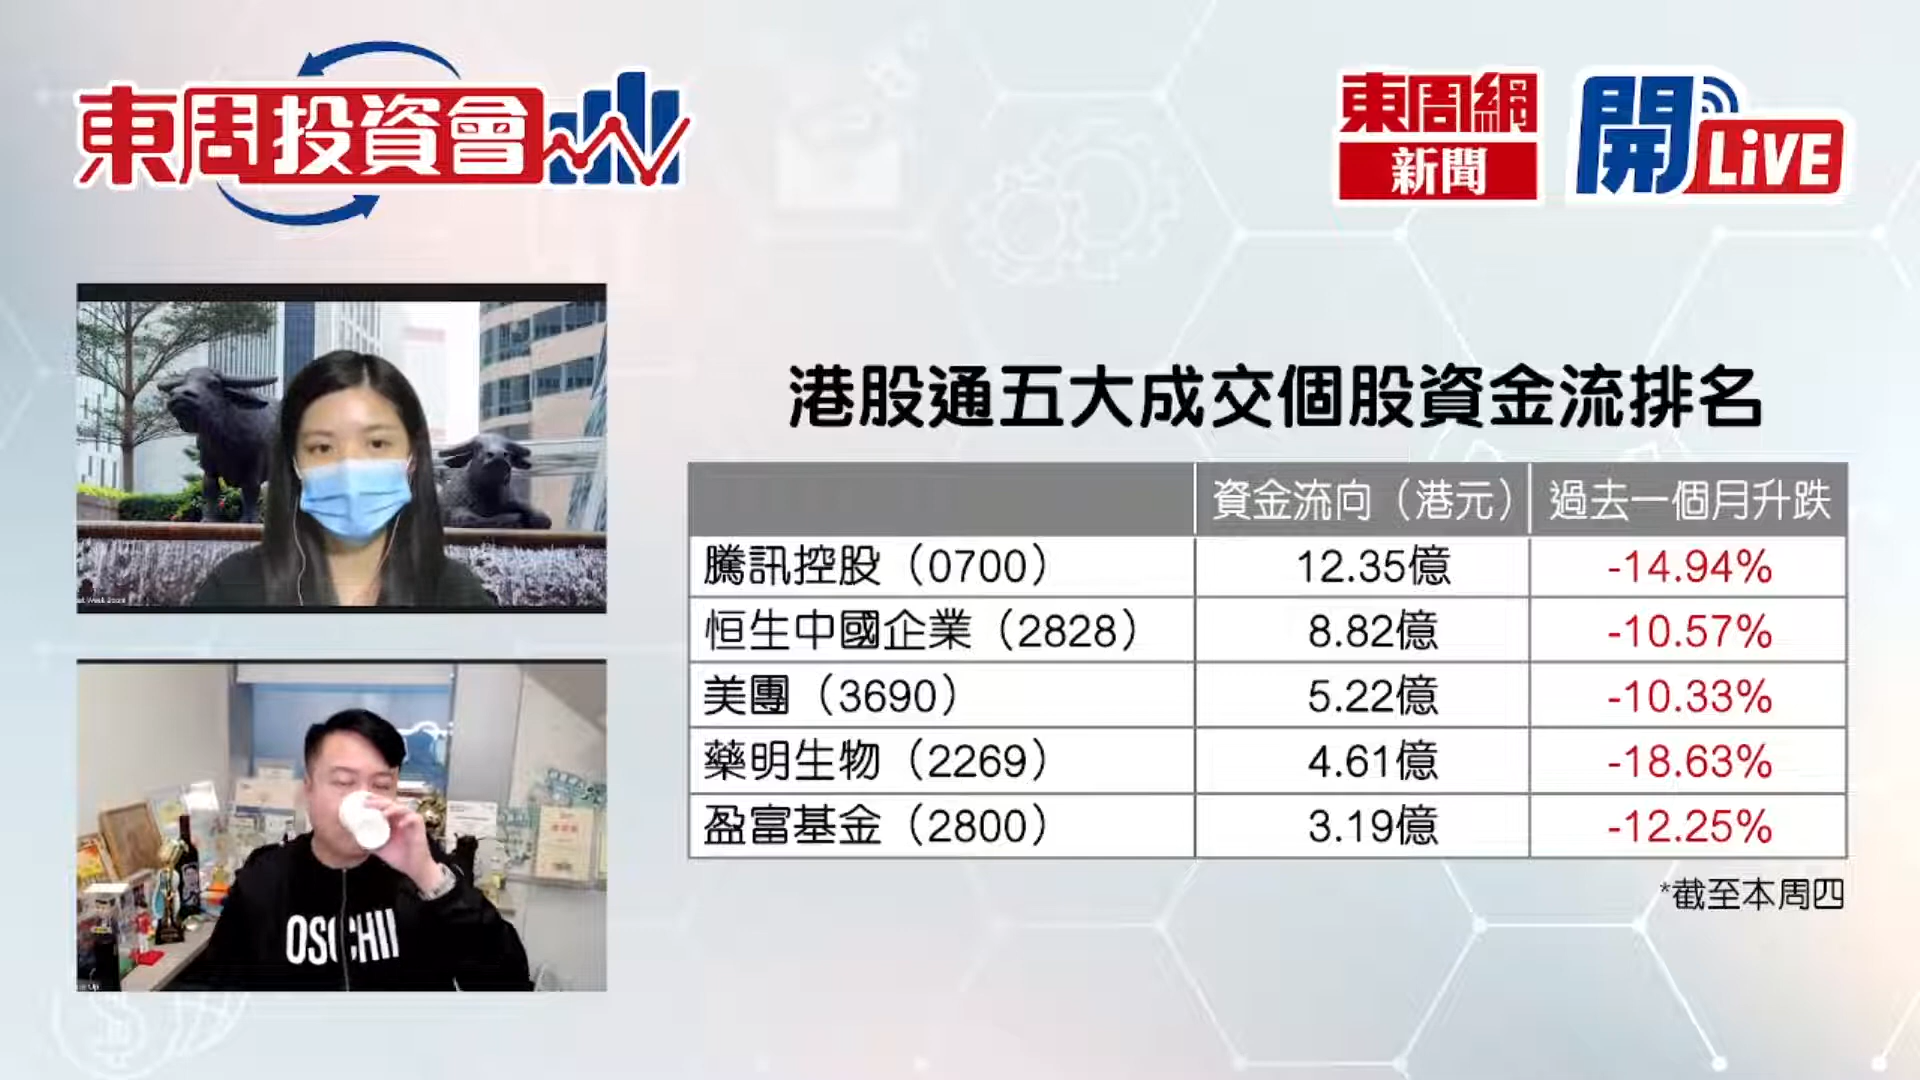 東周投資會
東周網
新聞
開LiVE
港股通五大成交個股資金流排名
資金流向（港元） 過去一個月升跌
騰訊控股（0700） 12.35億 -14.94%
恒生中國企業（2828） 8.82億 -10.57%
美團（3690） 5.22億 -10.33%
藥明生物（2269） 4.61億 -18.63%
盈富基金（2800） 3.19億 -12.25%
*截至本周四
OSCHII